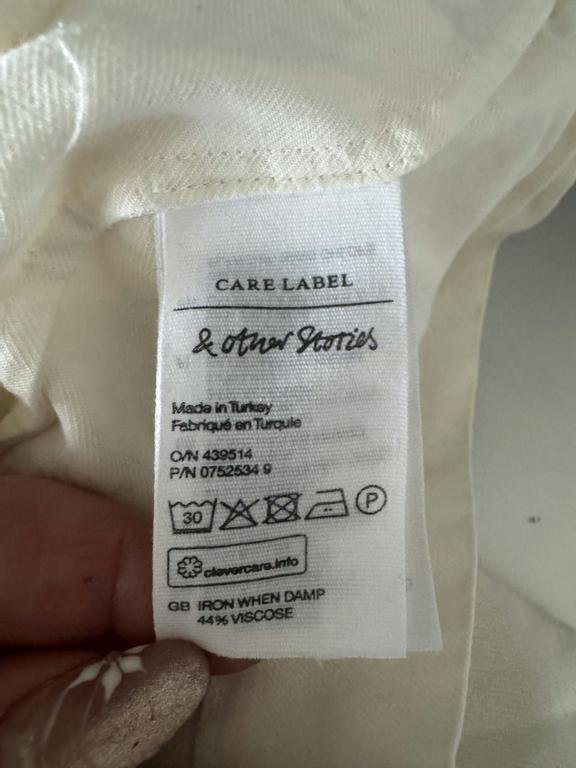 CARE LABEL
& other Stories
Made in Turkey
Fabriqué en Turquie
O/N 439514
P/N 0752534 9
30 P
clevercare.info
GB IRON WHEN DAMP
44% VISCOSE